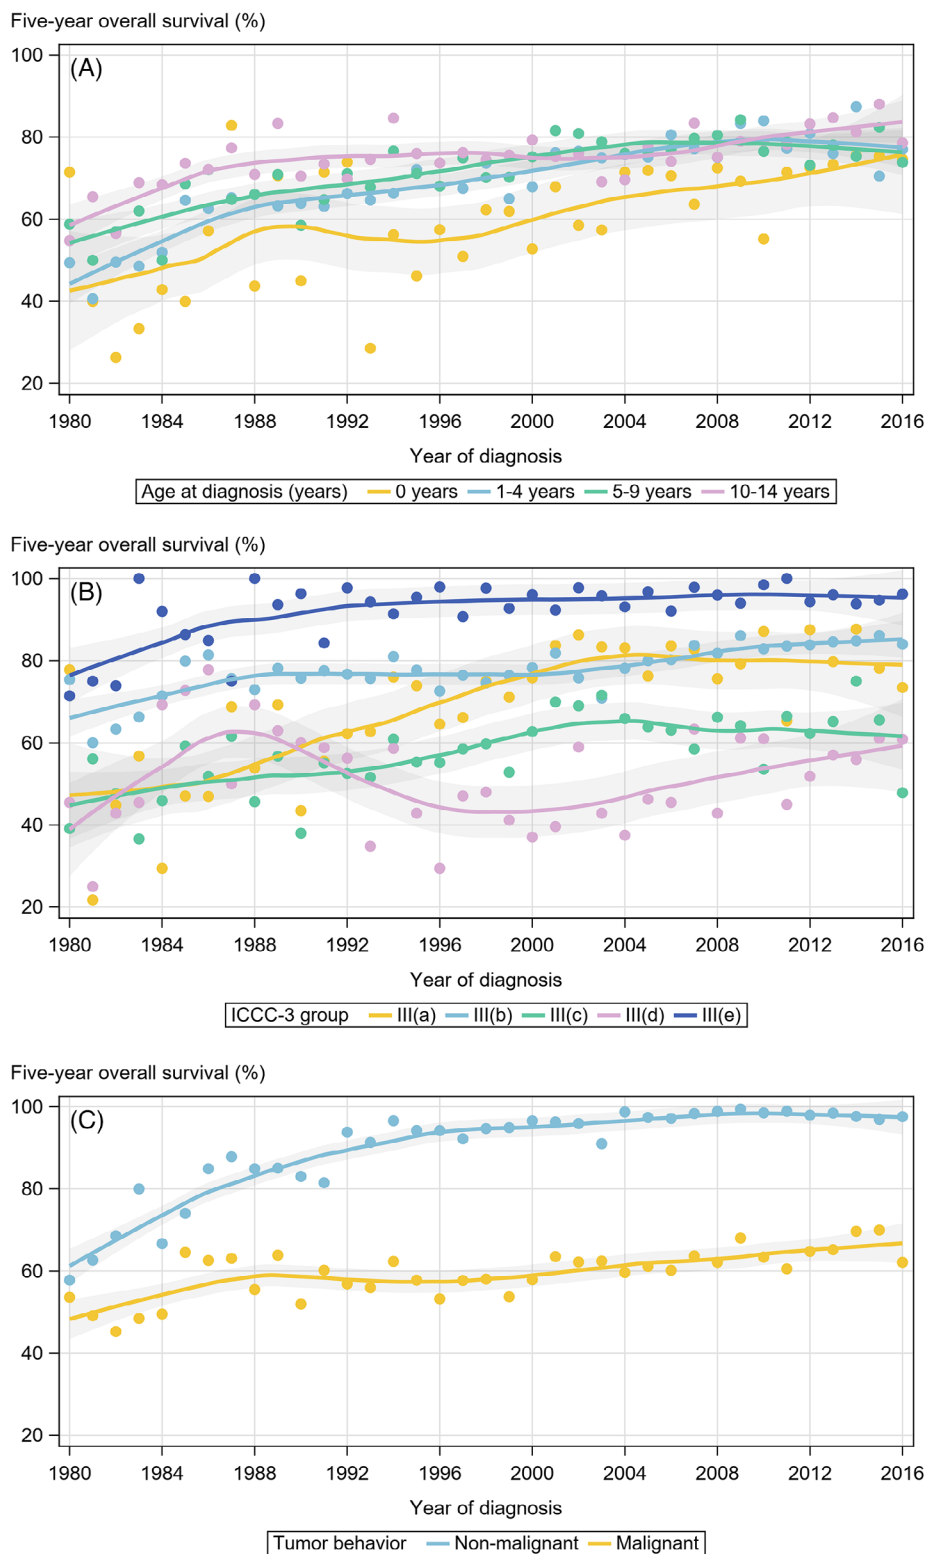 Five-year overall survival (%)
100
(A)
80
60
40
20
1980 1984 1988 1992 1996 2000 2004 2008 2012 2016
Year of diagnosis
Age at diagnosis (years) 0 years 1-4 years 5-9 years 10-14 years
Five-year overall survival (%)
100
(B)
80
60
40
20
1980 1984 1988 1992 1996 2000 2004 2008 2012 2016
Year of diagnosis
ICCC-3 group III(a) III(b) III(c) III(d) III(e)
Five-year overall survival (%)
100
(C)
80
60
40
20
1980 1984 1988 1992 1996 2000 2004 2008 2012 2016
Year of diagnosis
Tumor behavior Non-malignant Malignant